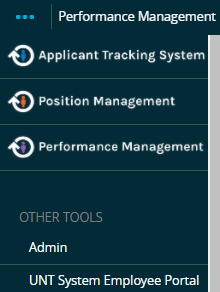 Performance Management
Applicant Tracking System
Position Management
Performance Management
OTHER TOOLS
Admin
UNT System Employee Portal